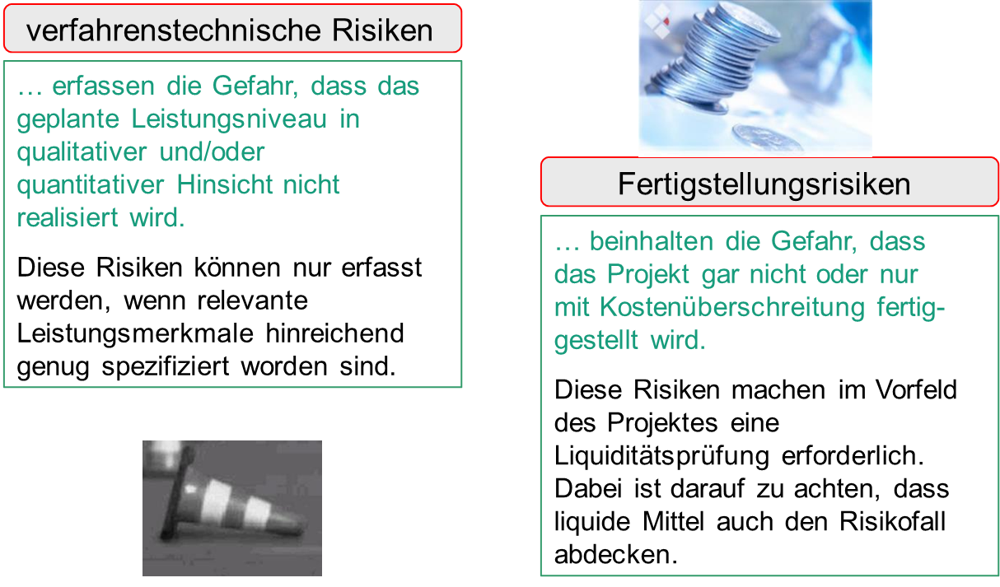 verfahrenstechnische Risiken
… erfassen die Gefahr, dass das
geplante Leistungsniveau in
qualitativer und/oder
quantitativer Hinsicht nicht
realisiert wird.
Diese Risiken können nur erfasst
werden, wenn relevante
Leistungsmerkmale hinreichend
genug spezifiziert worden sind.
Fertigstellungsrisiken
… beinhalten die Gefahr, dass
das Projekt gar nicht oder nur
mit Kostenüberschreitung fertig-
gestellt wird.
Diese Risiken machen im Vorfeld
des Projektes eine
Liquiditätsprüfung erforderlich.
Dabei ist darauf zu achten, dass
liquide Mittel auch den Risikofall
abdecken.